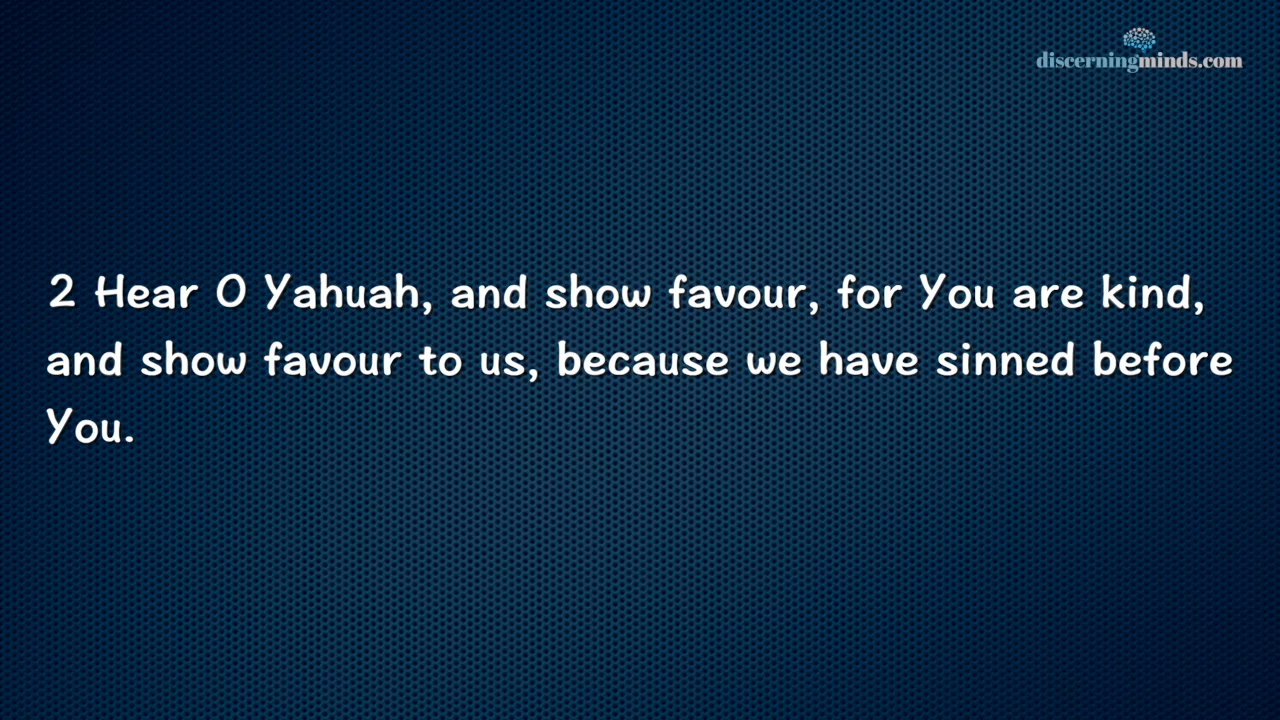 discerningminds.com
2 Hear O Yahuah, and show favour, for You are kind,
and show favour to us, because we have sinned before
You.